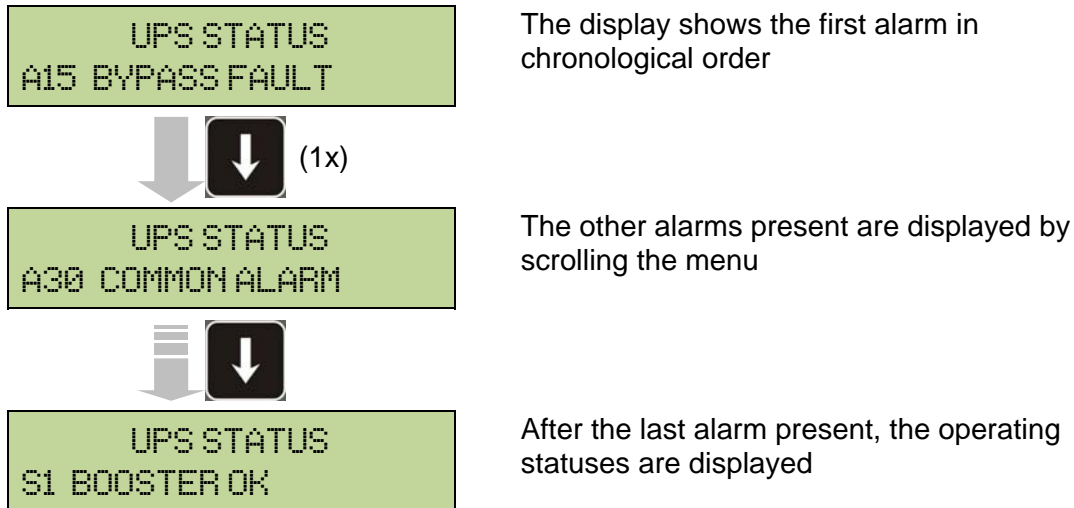 UPS STATUS
A15 BYPASS FAULT
The display shows the first alarm in
chronological order
(1x)
UPS STATUS
A30 COMMON ALARM
The other alarms present are displayed by
scrolling the menu
UPS STATUS
S1 BOOSTER OK
After the last alarm present, the operating
statuses are displayed